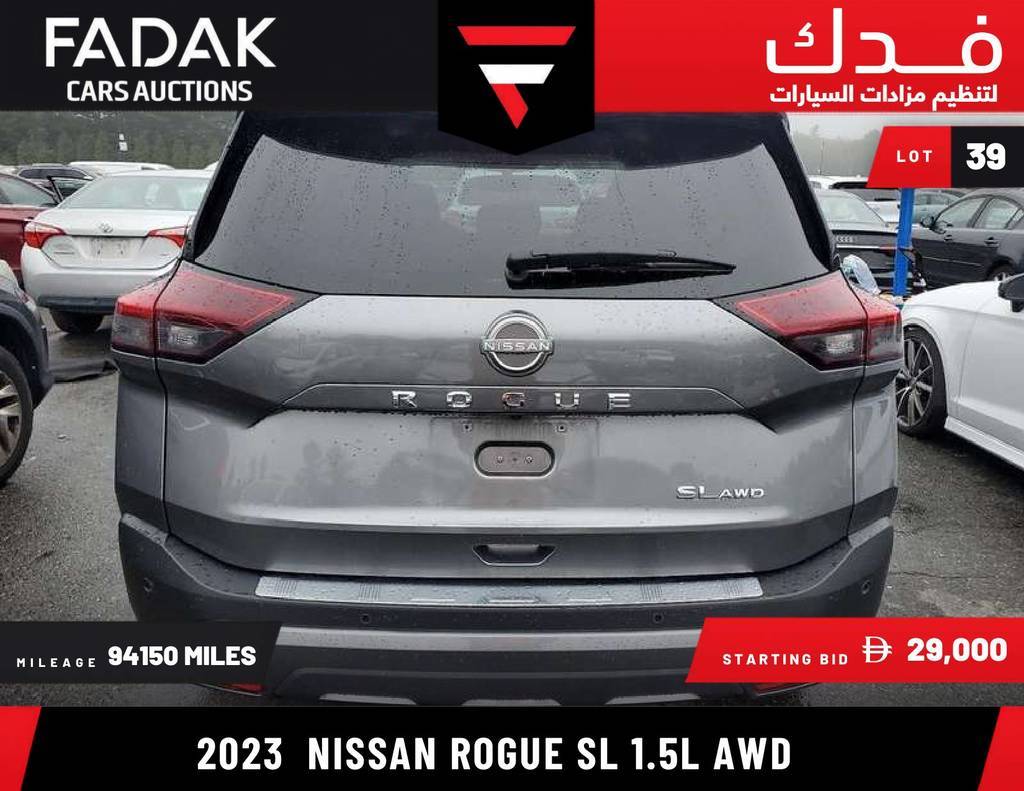 FADAK
CARS AUCTIONS
فدك
لتنظيم مزادات السيارات
LOT 39
NISSAN
ROGUE
SL AWD
MILEAGE 94150 MILES
STARTING BID 29,000
2023 NISSAN ROGUE SL 1.5L AWD